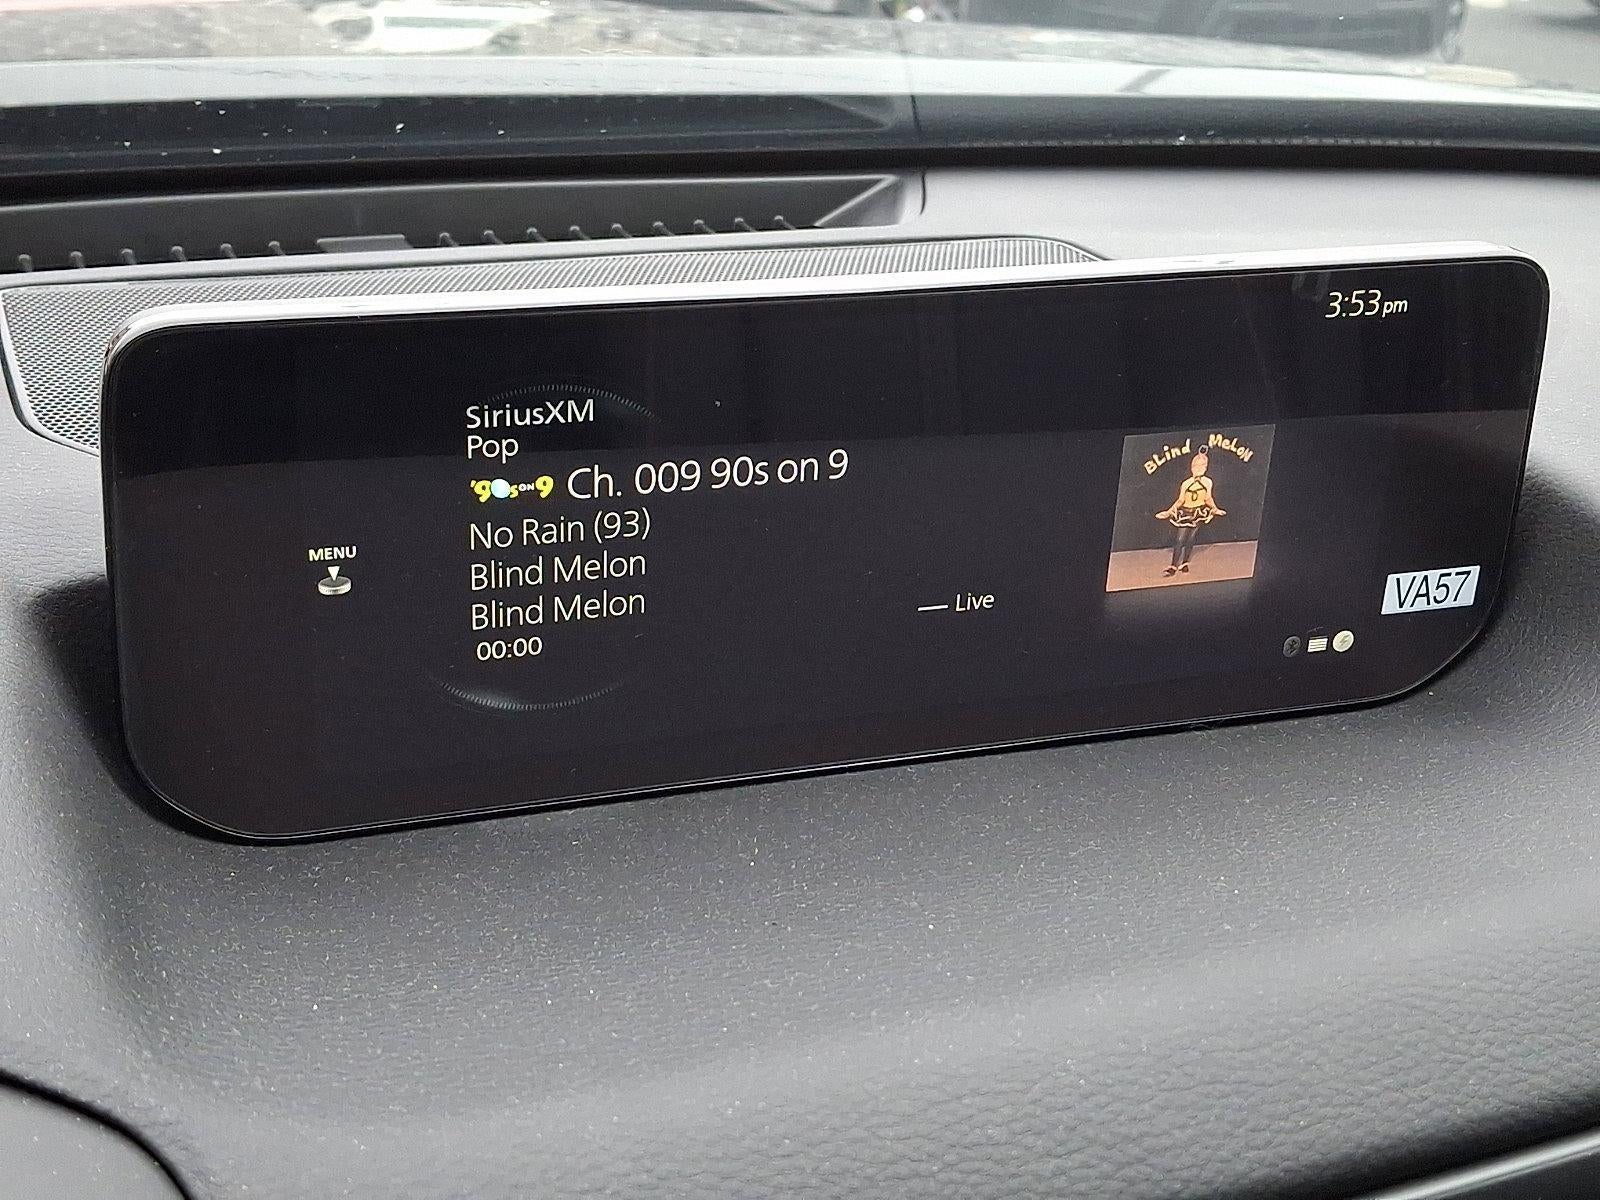 3:53pm
SiriusXM
Pop
'90s ON 9 Ch. 009 90s on 9
No Rain (93)
Blind Melon
Blind Melon
00:00
MENU
Live
BLind MeLoN
VA57